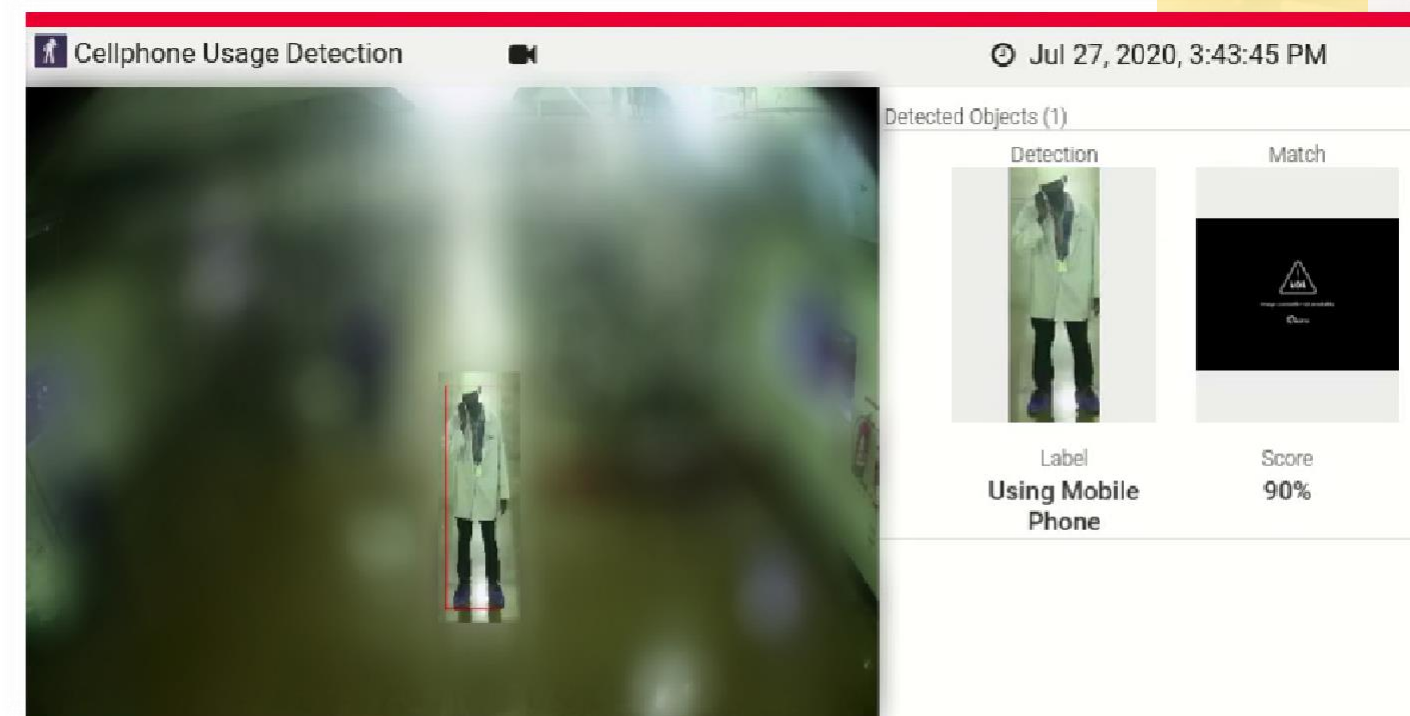 Cellphone Usage Detection
Jul 27, 2020, 3:43:45 PM
Detected Objects (1)
Detection
Match
Label
Score
Using Mobile
Phone
90%